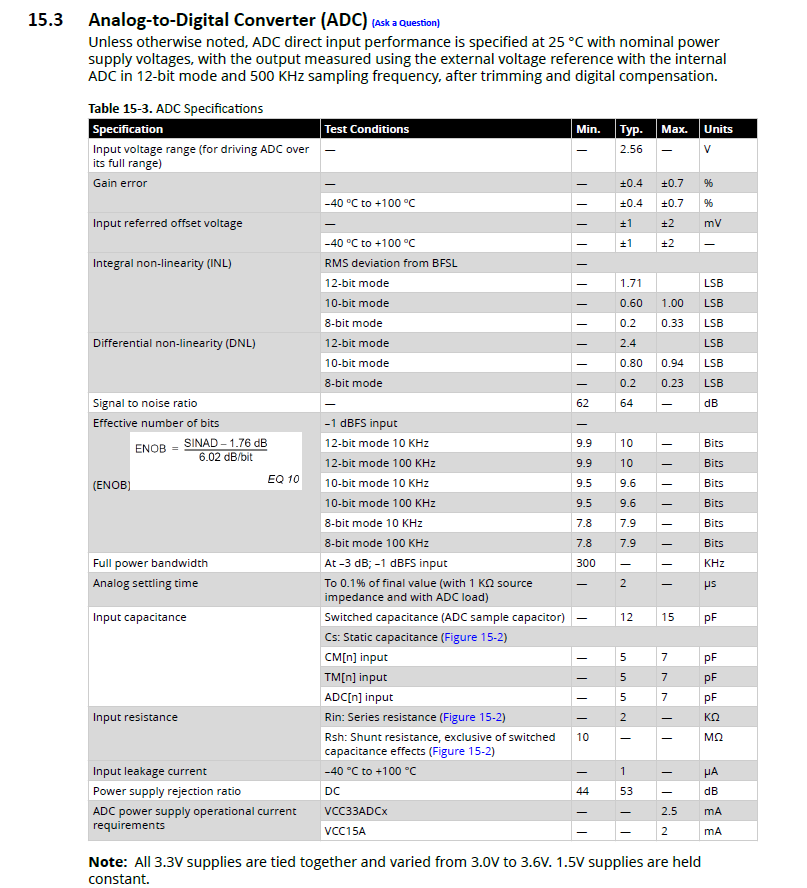 15.3 Analog-to-Digital Converter (ADC) (Ask a Question)
Unless otherwise noted, ADC direct input performance is specified at 25 °C with nominal power
supply voltages, with the output measured using the external voltage reference with the internal
ADC in 12-bit mode and 500 KHz sampling frequency, after trimming and digital compensation.
Table 15-3. ADC Specifications
Specification Test Conditions Min. Typ. Max. Units
Input voltage range (for driving ADC over — — 2.56 — V
its full range)
Gain error — — ±0.4 ±0.7 %
–40 °C to +100 °C — ±0.4 ±0.7 %
Input referred offset voltage — — ±1 ±2 mV
–40 °C to +100 °C — ±1 ±2 —
Integral non-linearity (INL) RMS deviation from BFSL —
12-bit mode — 1.71 LSB
10-bit mode — 0.60 1.00 LSB
8-bit mode — 0.2 0.33 LSB
Differential non-linearity (DNL) 12-bit mode — 2.4 LSB
10-bit mode — 0.80 0.94 LSB
8-bit mode — 0.2 0.23 LSB
Signal to noise ratio — 62 64 — dB
Effective number of bits –1 dBFS input —
ENOB = SINAD – 1.76 dB
6.02 dB/bit
EQ 10
(ENOB)
12-bit mode 10 KHz 9.9 10 — Bits
12-bit mode 100 KHz 9.9 10 — Bits
10-bit mode 10 KHz 9.5 9.6 — Bits
10-bit mode 100 KHz 9.5 9.6 — Bits
8-bit mode 10 KHz 7.8 7.9 — Bits
8-bit mode 100 KHz 7.8 7.9 — Bits
Full power bandwidth At –3 dB; –1 dBFS input 300 — — KHz
Analog settling time To 0.1% of final value (with 1 KΩ source — 2 — µs
impedance and with ADC load)
Input capacitance Switched capacitance (ADC sample capacitor) — 12 15 pF
Cs: Static capacitance (Figure 15-2)
CM[n] input — 5 7 pF
TM[n] input — 5 7 pF
ADC[n] input — 5 7 pF
Input resistance Rin: Series resistance (Figure 15-2) — 2 — KΩ
Rsh: Shunt resistance, exclusive of switched 10 — — MΩ
capacitance effects (Figure 15-2)
Input leakage current –40 °C to +100 °C — 1 — µA
Power supply rejection ratio DC 44 53 — dB
ADC power supply operational current VCC33ADCx — — 2.5 mA
requirements
VCC15A — — 2 mA
Note: All 3.3V supplies are tied together and varied from 3.0V to 3.6V. 1.5V supplies are held
constant.